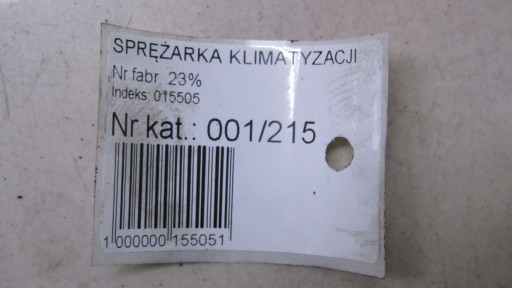 SPRĘŻARKA KLIMATYZACJI
Nr fabr. 23%
Indeks: 015505
Nr kat.: 001/215
1 000000 155051